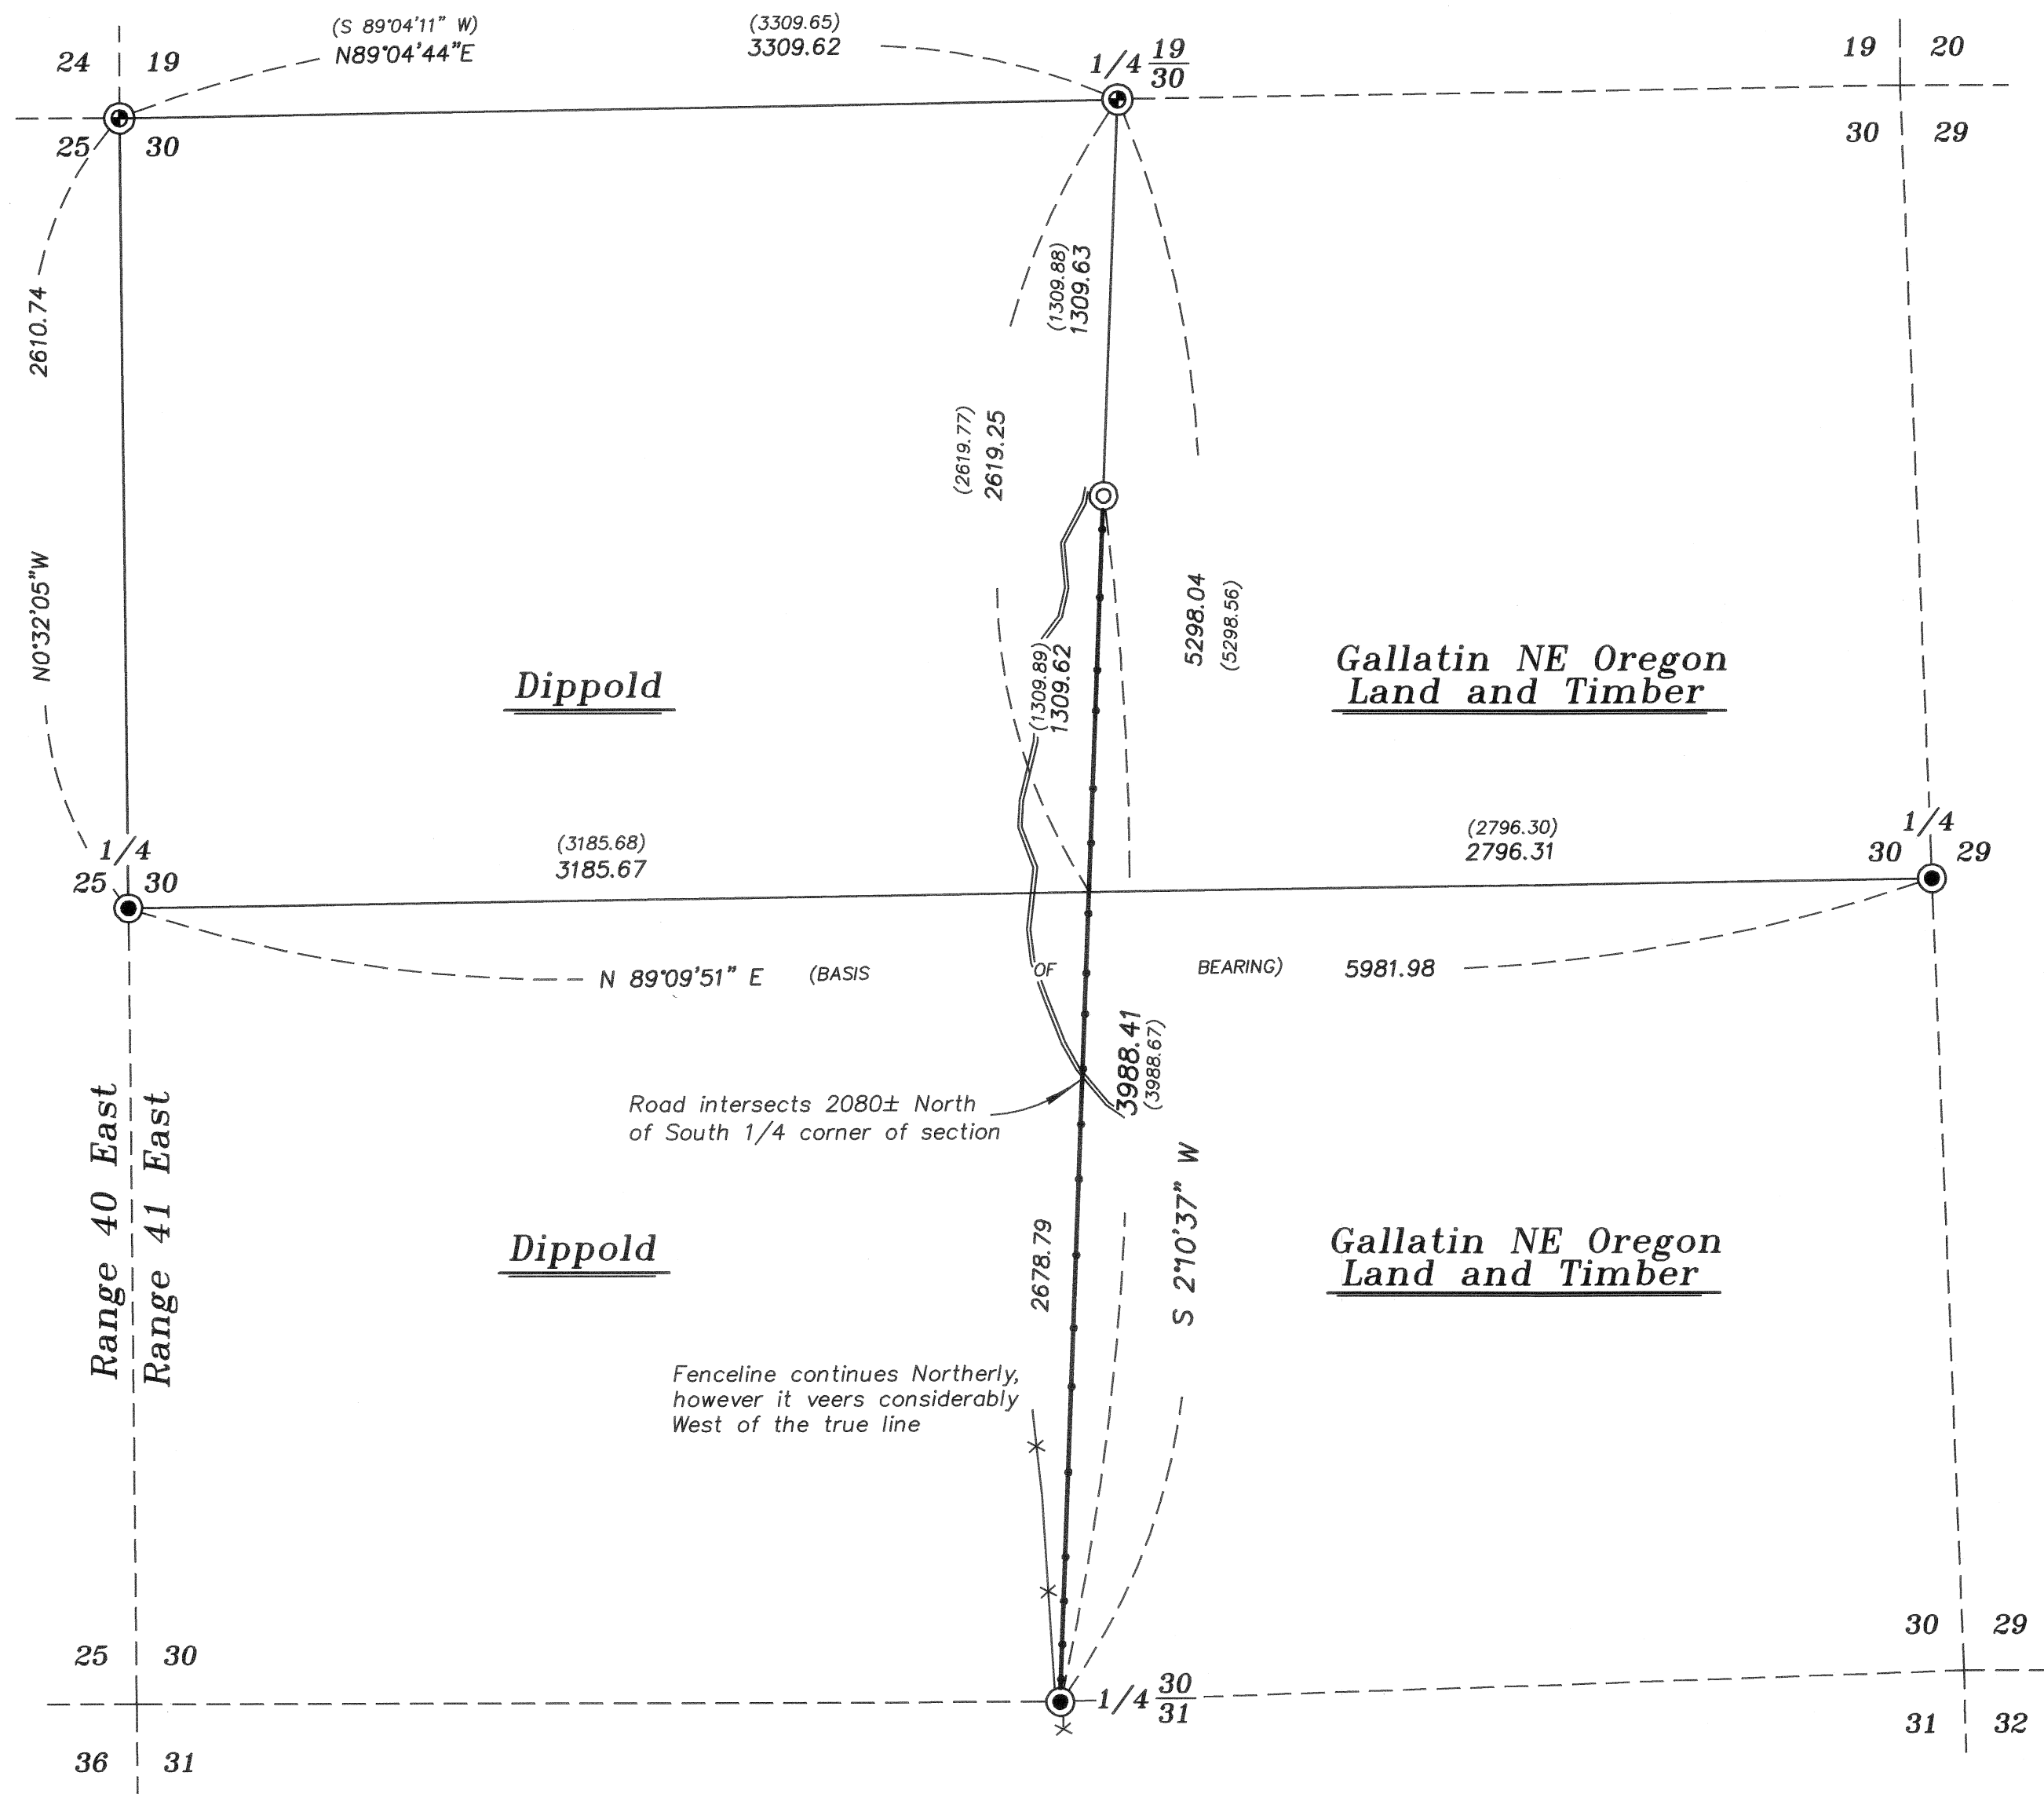 (S 89°04'11" W)
N89°04'44"E
(3309.65)
3309.62
24 19
25 30
1/4 19/30
19 20
30 29
2610.74
N0°32'05"W
(1309.88)
1309.63
(2619.77)
2619.25
5298.04
(5298.56)
(1309.89)
1309.62
Dippold
Gallatin NE Oregon
Land and Timber
1/4
25 30
(3185.68)
3185.67
(2796.30)
2796.31
1/4
30 29
N 89°09'51" E (BASIS OF BEARING) 5981.98
3988.41
(3988.67)
Road intersects 2080± North
of South 1/4 corner of section
Range 40 East
Range 41 East
S 2°10'37" W
2678.79
Dippold
Gallatin NE Oregon
Land and Timber
Fenceline continues Northerly,
however it veers considerably
West of the true line
25 30
36 31
1/4 30/31
30 29
31 32